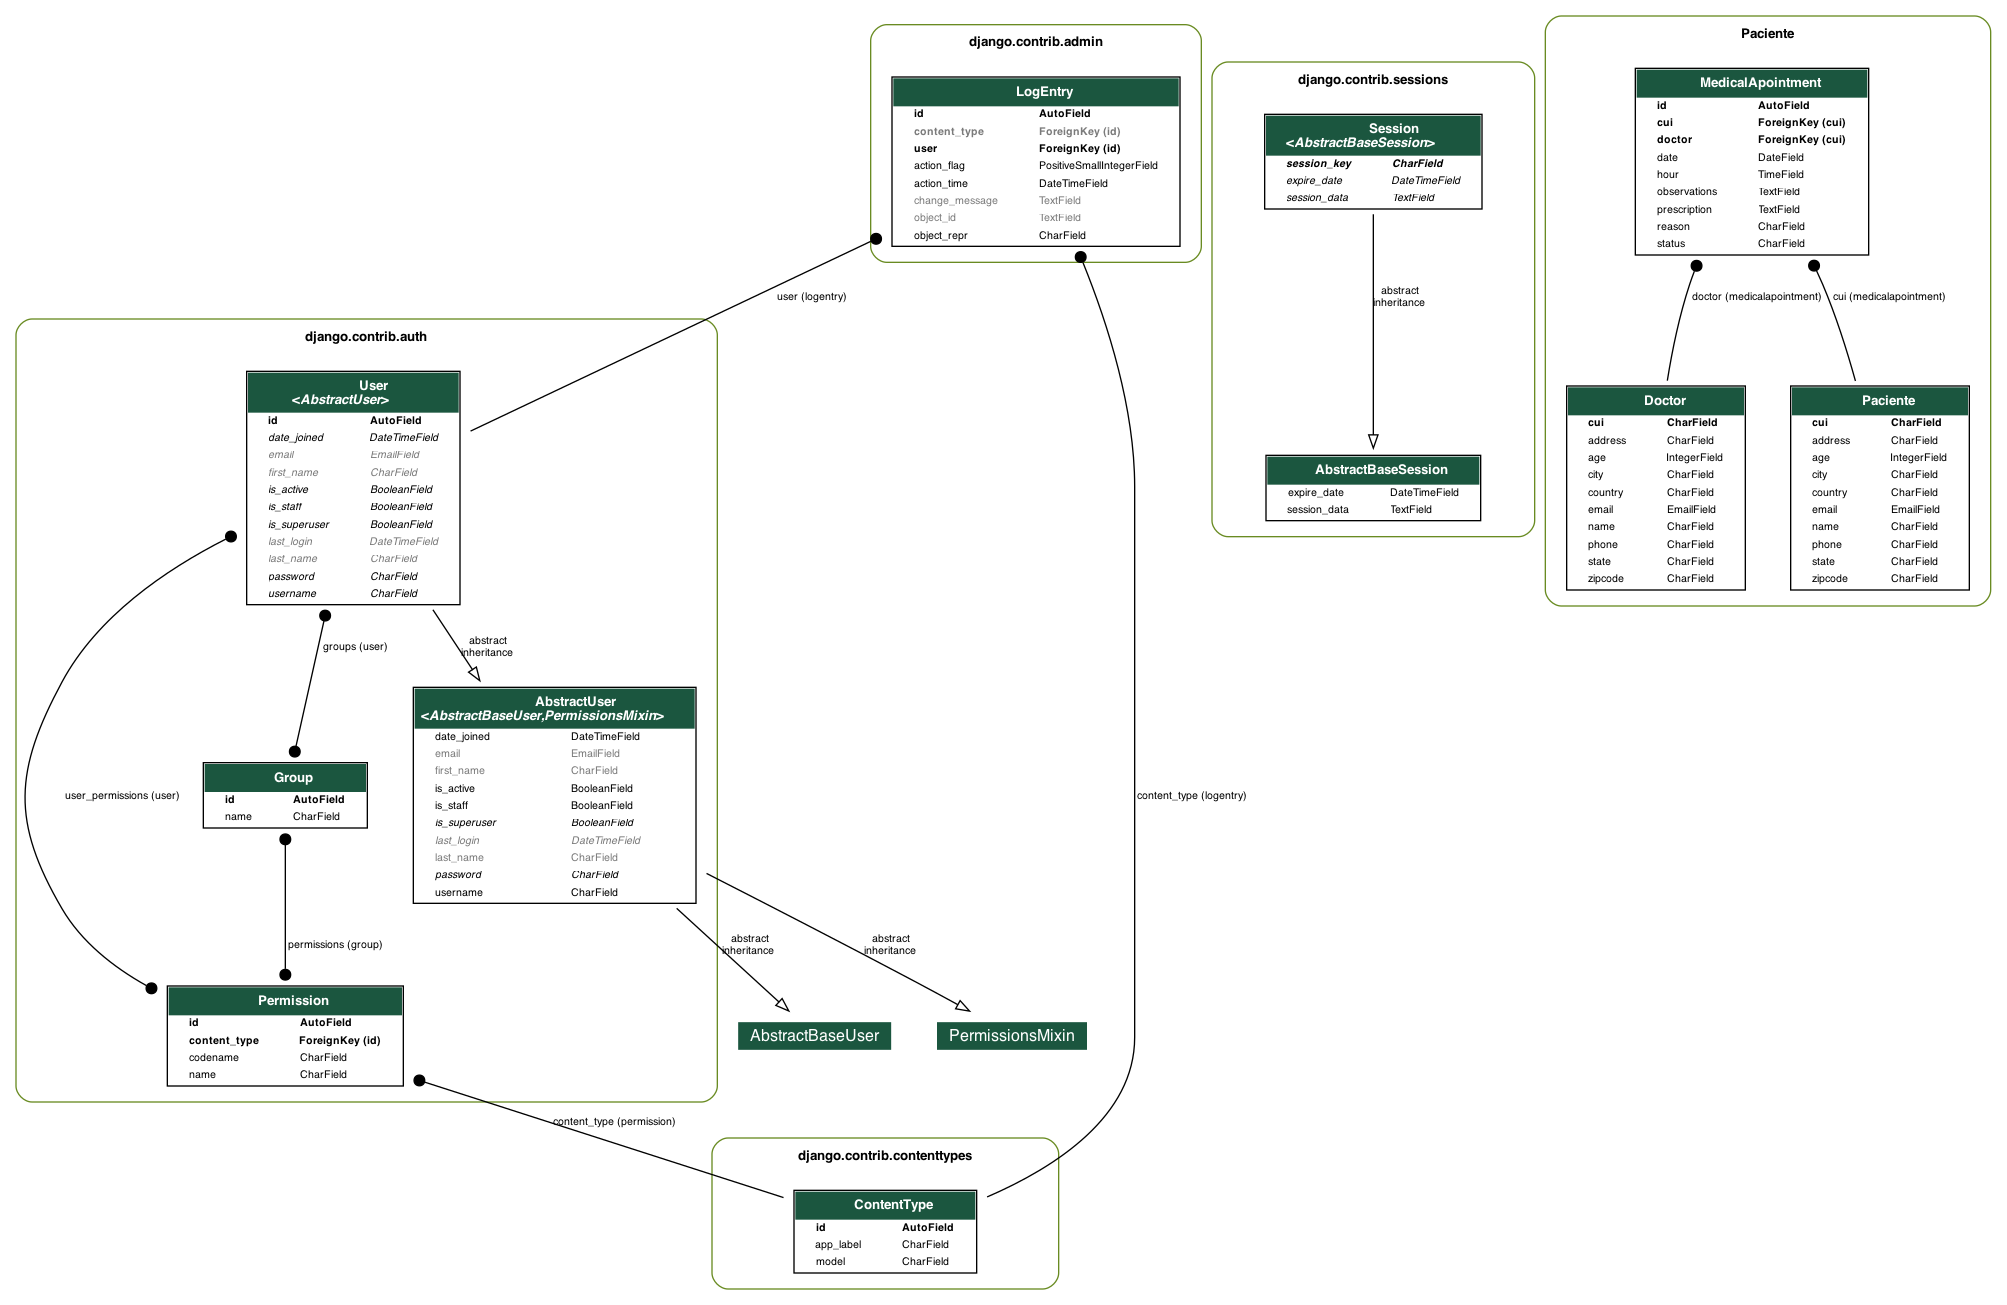 django.contrib.admin
LogEntry
id AutoField
content_type ForeignKey (id)
user ForeignKey (id)
action_flag PositiveSmallIntegerField
action_time DateTimeField
change_message TextField
object_id TextField
object_repr CharField
django.contrib.sessions
Session
<AbstractBaseSession>
session_key CharField
expire_date DateTimeField
session_data TextField
abstract
inheritance
AbstractBaseSession
expire_date DateTimeField
session_data TextField
Paciente
MedicalApointment
id AutoField
cui ForeignKey (cui)
doctor ForeignKey (cui)
date DateField
hour TimeField
observations TextField
prescription TextField
reason CharField
status CharField
doctor (medicalapointment)
cui (medicalapointment)
Doctor
cui CharField
address CharField
age IntegerField
city CharField
country CharField
email EmailField
name CharField
phone CharField
state CharField
zipcode CharField
Paciente
cui CharField
address CharField
age IntegerField
city CharField
country CharField
email EmailField
name CharField
phone CharField
state CharField
zipcode CharField
user (logentry)
django.contrib.auth
User
<AbstractUser>
id AutoField
date_joined DateTimeField
email EmailField
first_name CharField
is_active BooleanField
is_staff BooleanField
is_superuser BooleanField
last_login DateTimeField
last_name CharField
password CharField
username CharField
groups (user)
abstract
inheritance
AbstractUser
<AbstractBaseUser,PermissionsMixin>
date_joined DateTimeField
email EmailField
first_name CharField
is_active BooleanField
is_staff BooleanField
is_superuser BooleanField
last_login DateTimeField
last_name CharField
password CharField
username CharField
Group
id AutoField
name CharField
user_permissions (user)
content_type (logentry)
permissions (group)
abstract
inheritance
abstract
inheritance
Permission
id AutoField
content_type ForeignKey (id)
codename CharField
name CharField
AbstractBaseUser
PermissionsMixin
content_type (permission)
django.contrib.contenttypes
ContentType
id AutoField
app_label CharField
model CharField